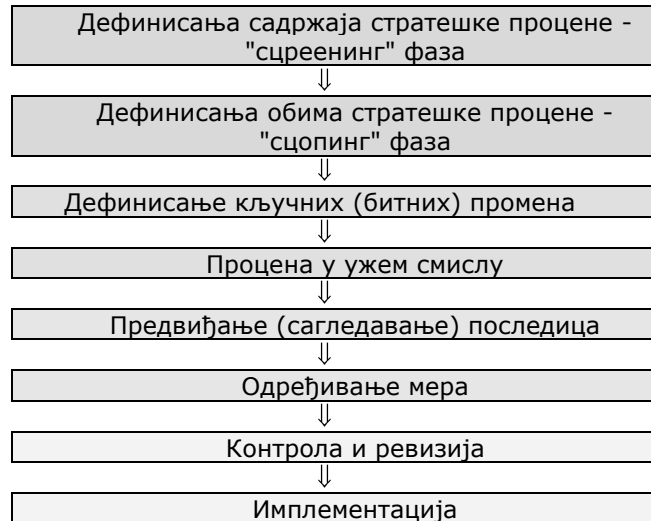 Дефинисања садржаја стратешке процене -
"сцреенинг" фаза
⇓
Дефинисања обима стратешке процене -
"сцопинг" фаза
⇓
Дефинисање кључних (битних) промена
⇓
Процена у ужем смислу
⇓
Предвиђање (сагледавање) последица
⇓
Одређивање мера
⇓
Контрола и ревизија
⇓
Имплементација